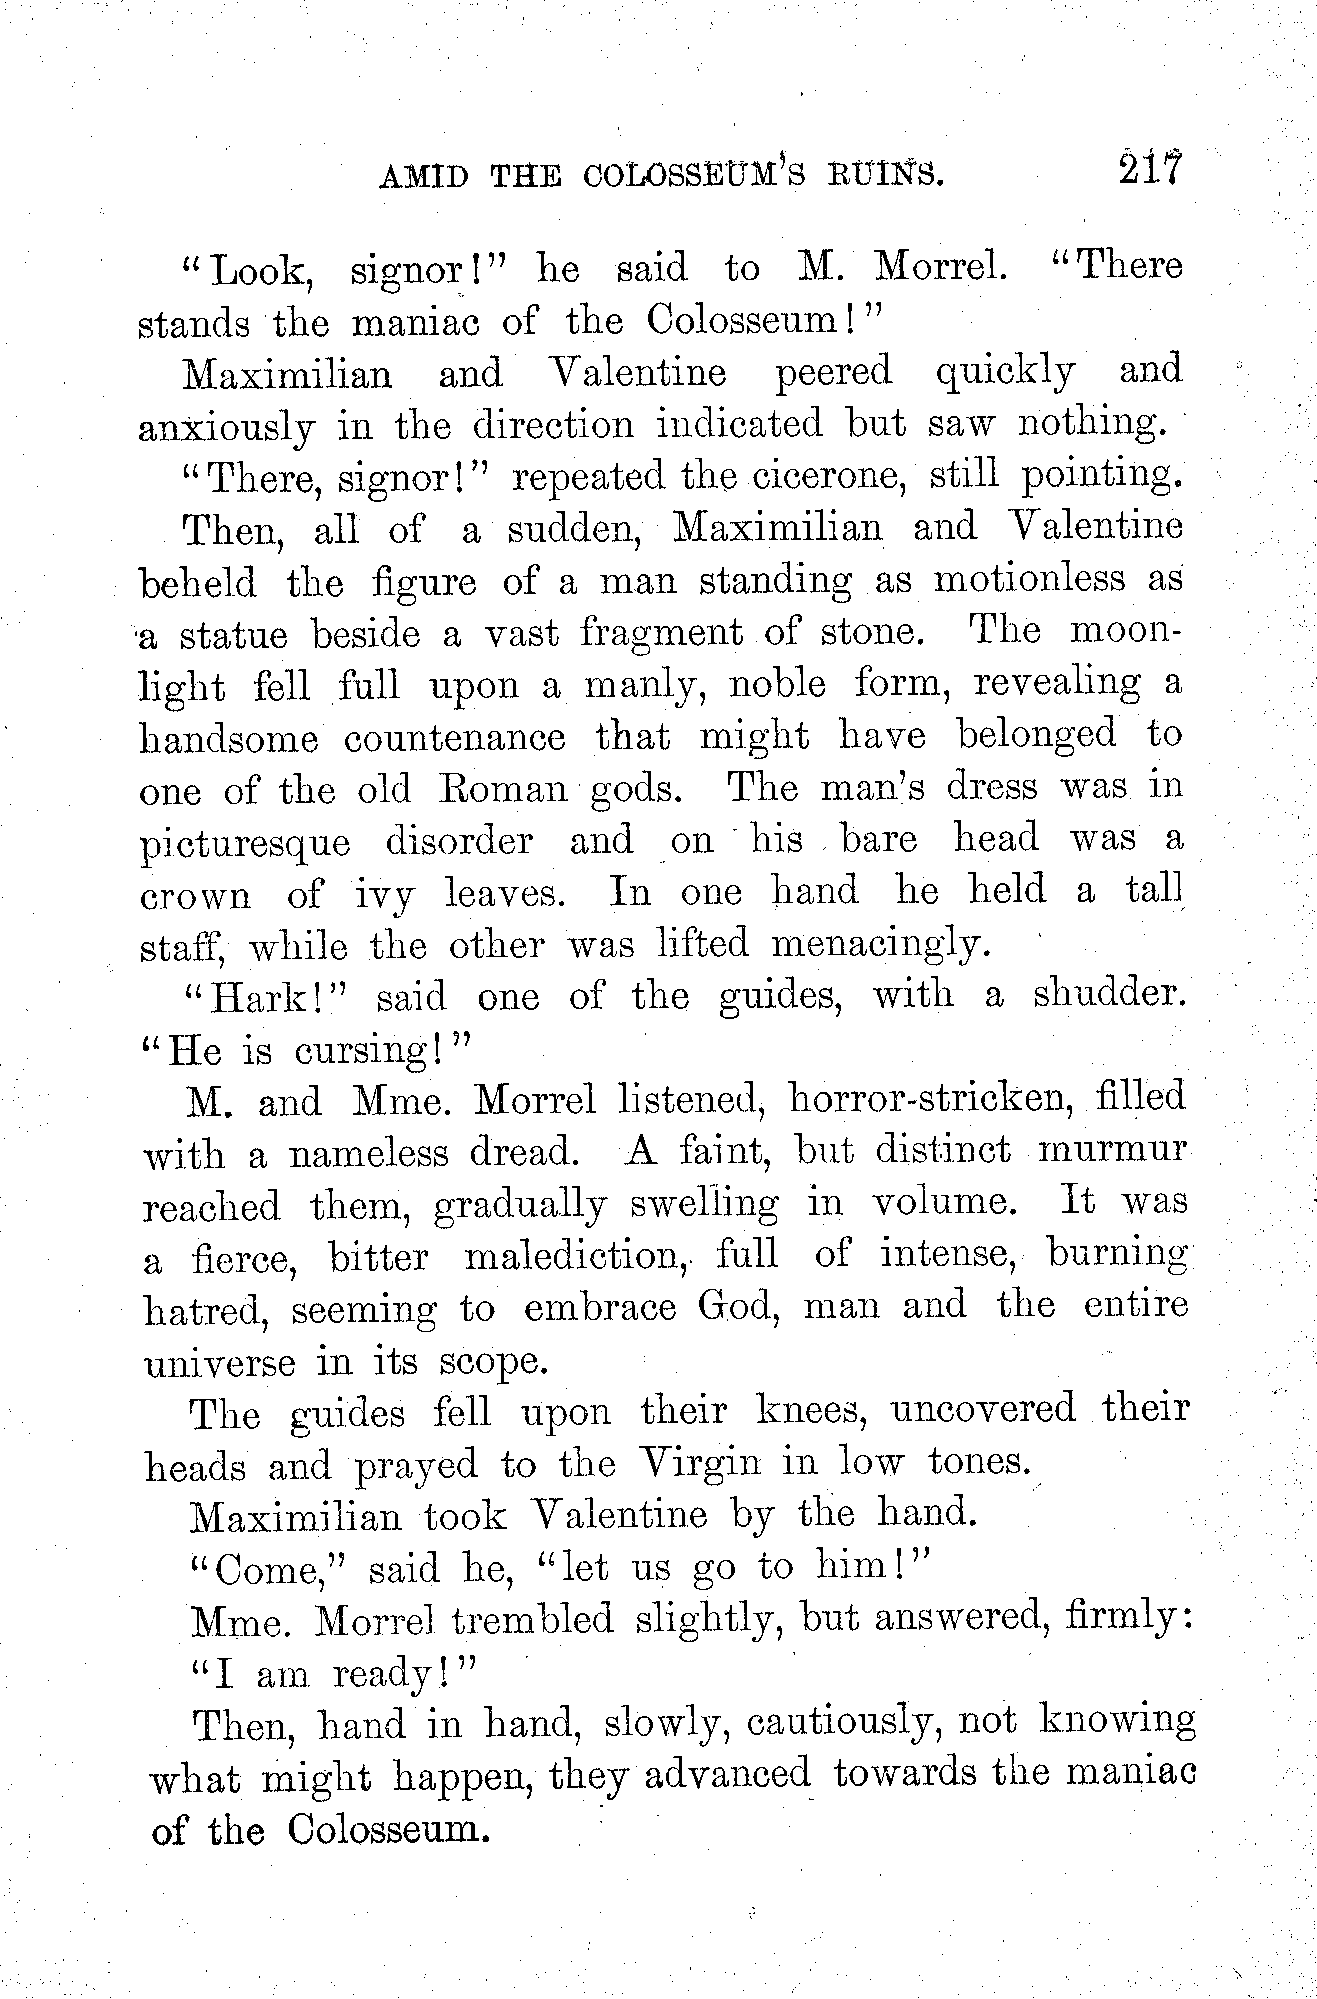 AMID THE COLOSSEUM'S RUINS. 217
"Look, signor!" he said to M. Morrel. "There
stands the maniac of the Colosseum!"
Maximilian and Valentine peered quickly and
anxiously in the direction indicated but saw nothing.
"There, signor!" repeated the cicerone, still pointing.
Then, all of a sudden, Maximilian and Valentine
beheld the figure of a man standing as motionless as
a statue beside a vast fragment of stone. The moon-
light fell full upon a manly, noble form, revealing a
handsome countenance that might have belonged to
one of the old Roman gods. The man's dress was in
picturesque disorder and on his bare head was a
crown of ivy leaves. In one hand he held a tall
staff, while the other was lifted menacingly.
"Hark!" said one of the guides, with a shudder.
"He is cursing!"
M. and Mme. Morrel listened, horror-stricken, filled
with a nameless dread. A faint, but distinct murmur
reached them, gradually swelling in volume. It was
a fierce, bitter malediction, full of intense, burning
hatred, seeming to embrace God, man and the entire
universe in its scope.
The guides fell upon their knees, uncovered their
heads and prayed to the Virgin in low tones.
Maximilian took Valentine by the hand.
"Come," said he, "let us go to him!"
Mme. Morrel trembled slightly, but answered, firmly:
"I am ready!"
Then, hand in hand, slowly, cautiously, not knowing
what might happen, they advanced towards the maniac
of the Colosseum.